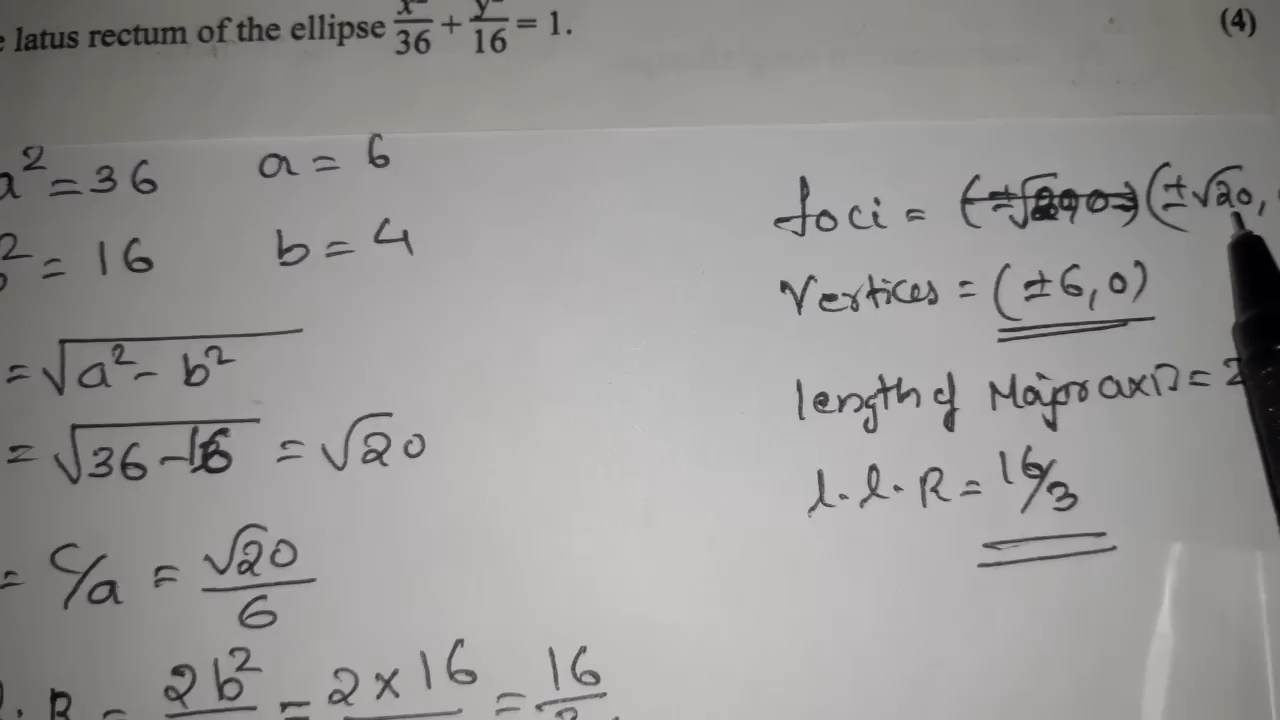 latus rectum of the ellipse x²/36 + y²/16 = 1. (4)
a² = 36 a = 6
b² = 16 b = 4
= √(a² - b²)
= √(36 - 16) = √20
= c/a = √20/6
R = 2b² = 2 × 16 = 16
foci = (±√20,
Vertices = (±6, 0)
length of Major axis = 2
l.l.R = 16/3